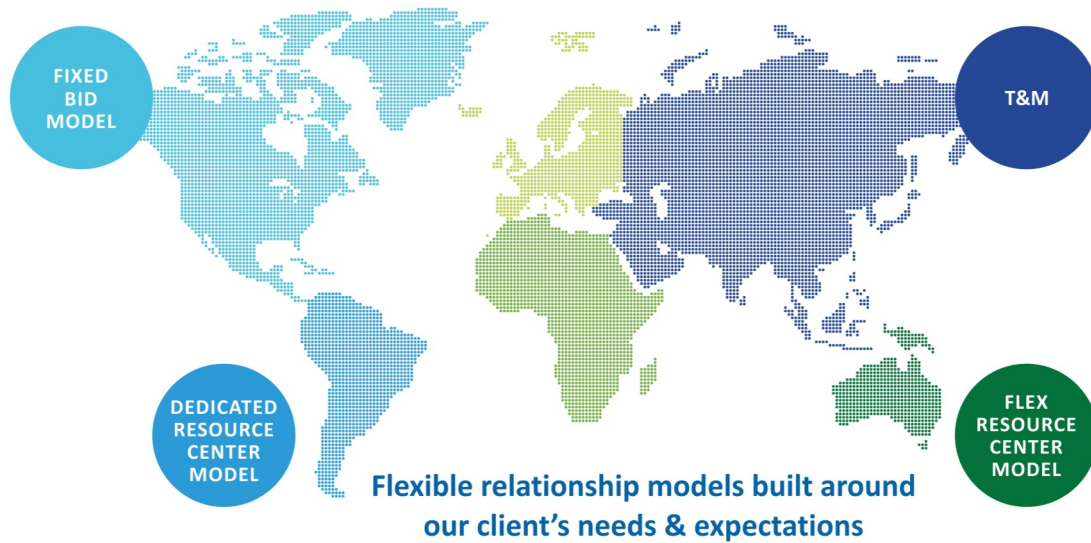 FIXED
BID
MODEL
T&M
DEDICATED
RESOURCE
CENTER
MODEL
FLEX
RESOURCE
CENTER
MODEL
Flexible relationship models built around
our client’s needs & expectations